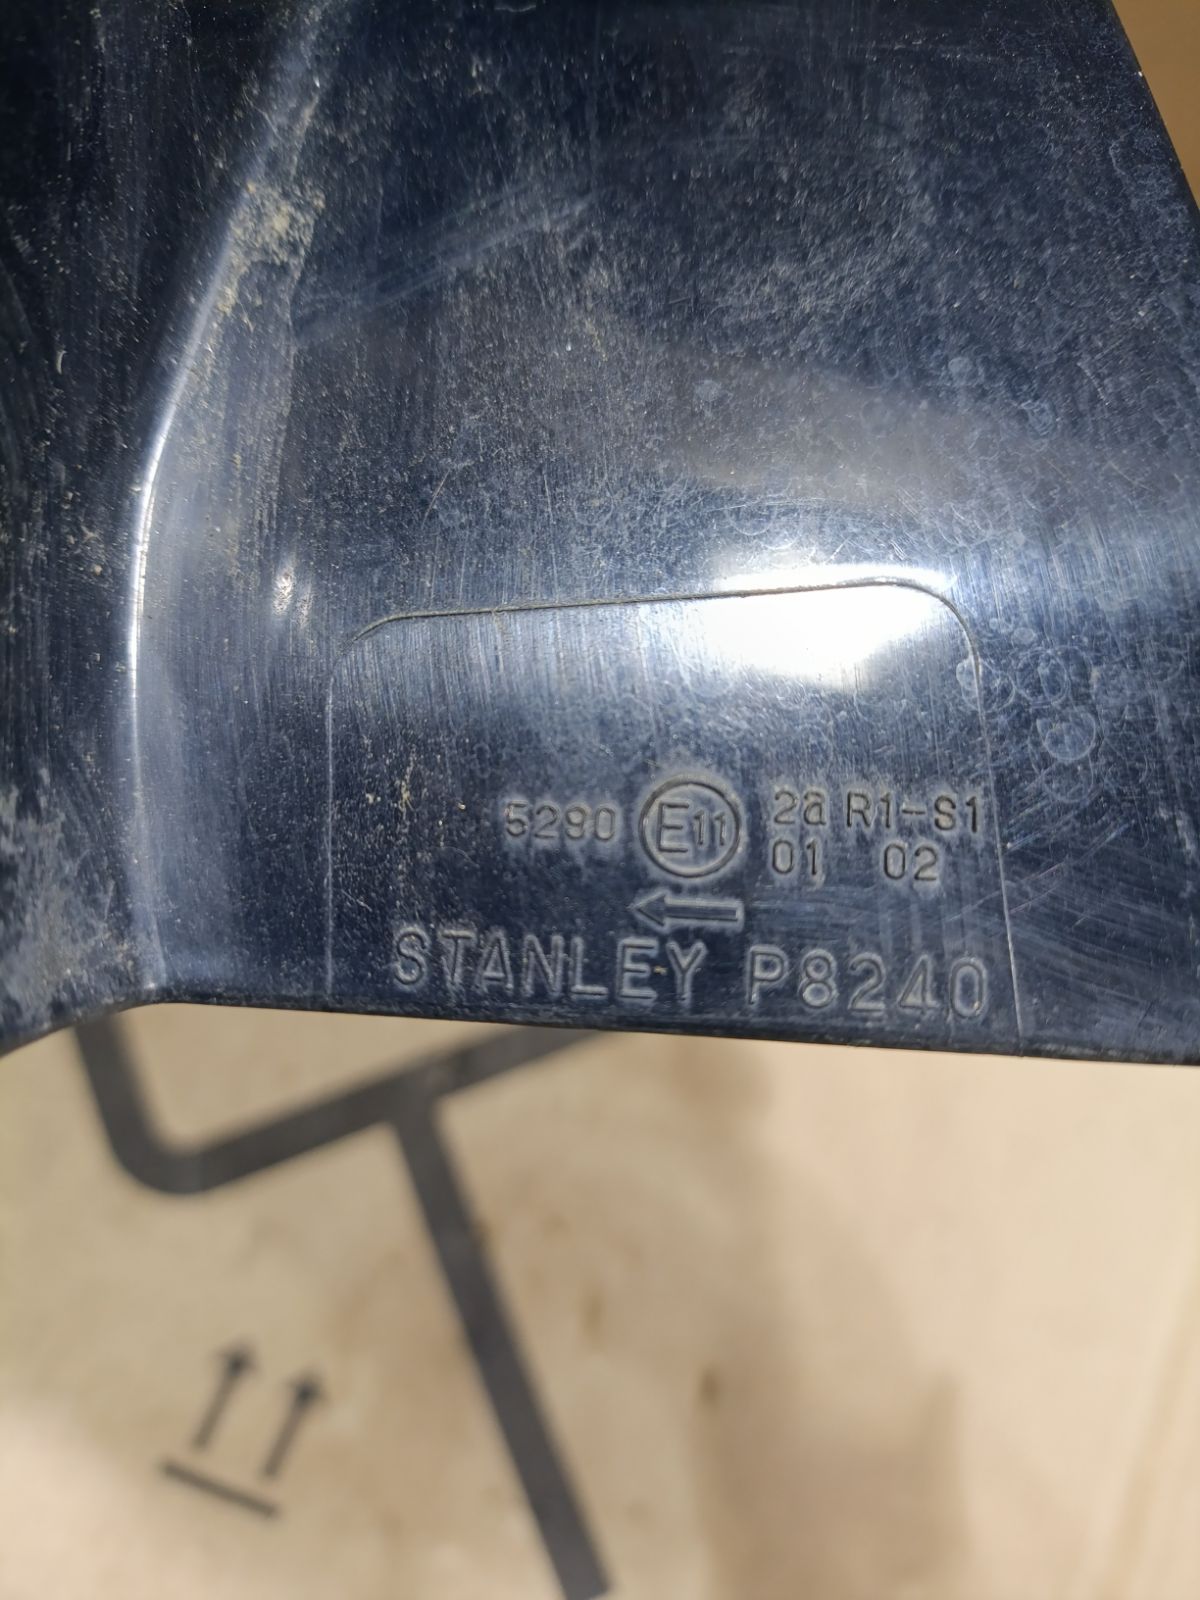 5290 E11 2a R1-S1
01 02
STANLEY P8240